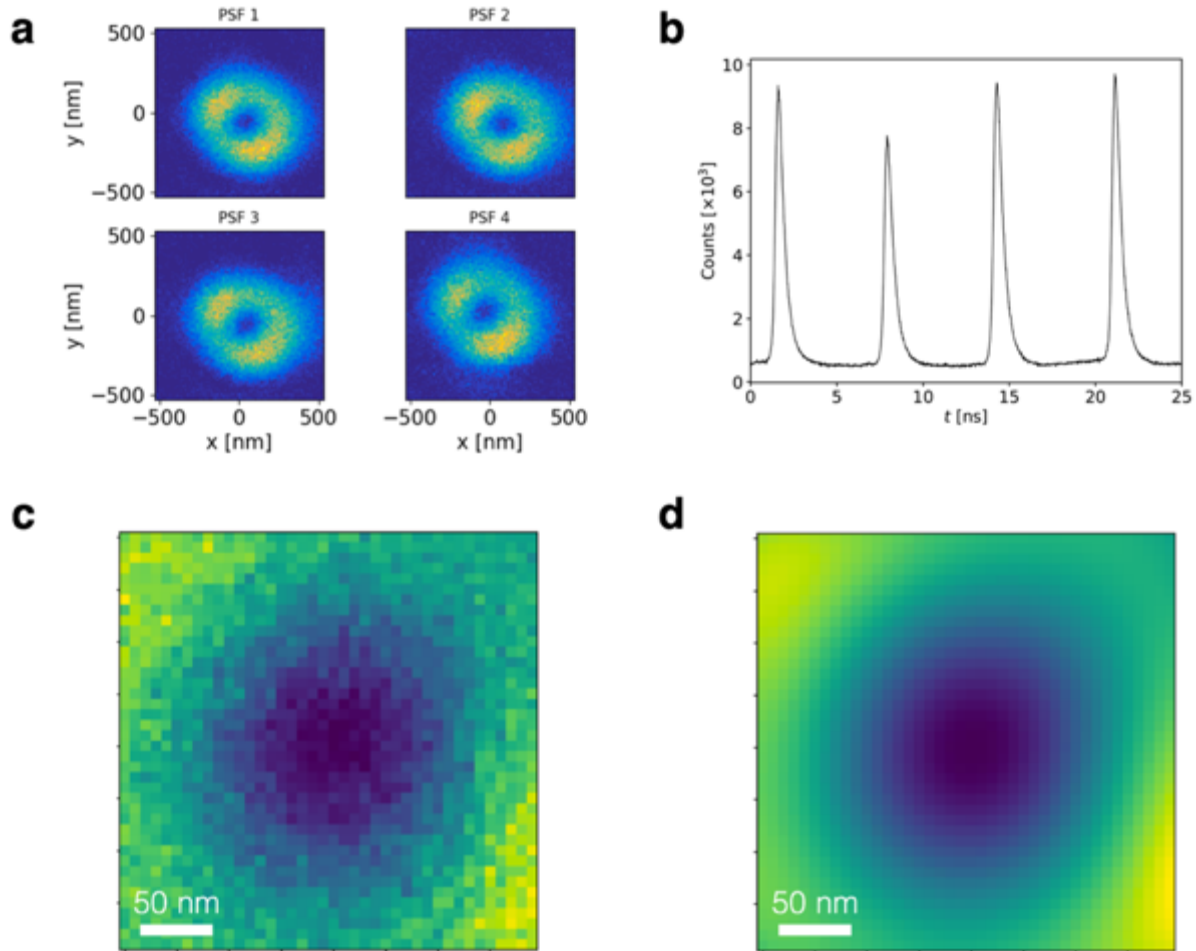 a
PSF 1
PSF 2
500
0
−500
y [nm]
PSF 3
PSF 4
500
0
−500
y [nm]
−500 0 500
−500 0 500
x [nm]
x [nm]
b
10
8
6
4
2
0
Counts [×10³]
0 5 10 15 20 25
t [ns]
c
50 nm
d
50 nm